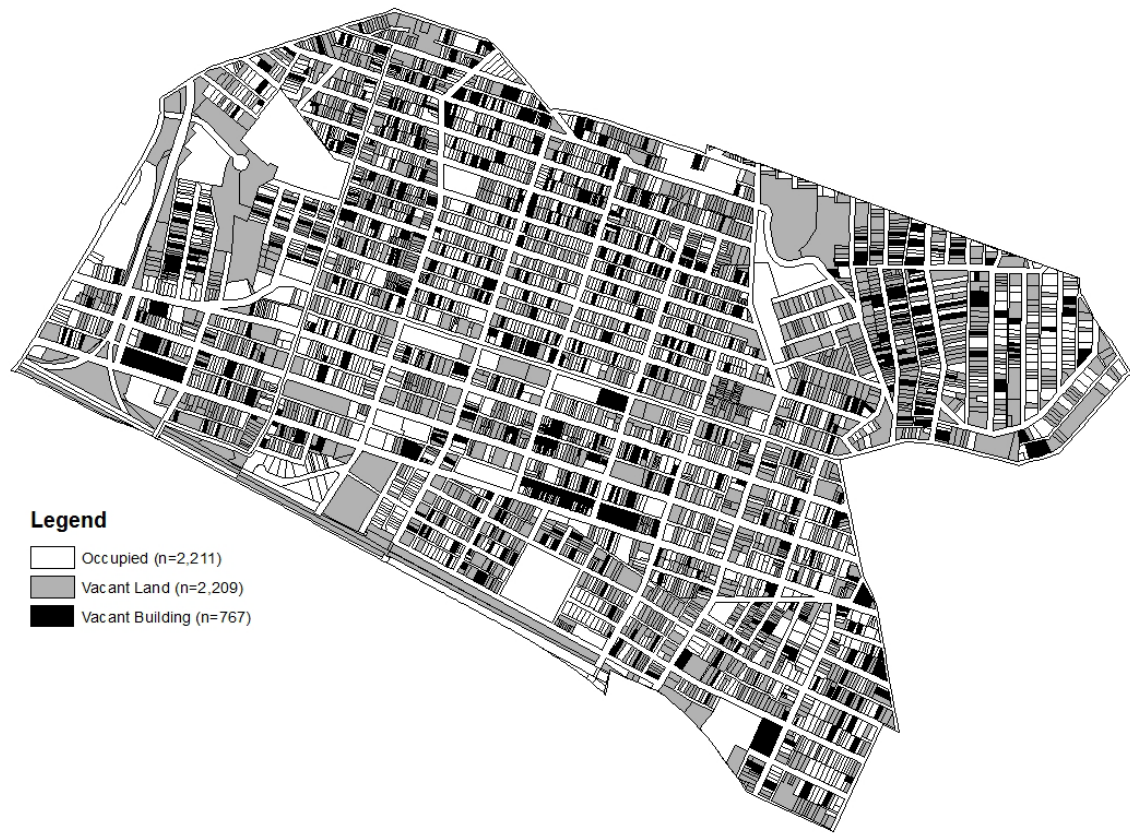 Legend
Occupied (n=2,211)
Vacant Land (n=2,209)
Vacant Building (n=767)